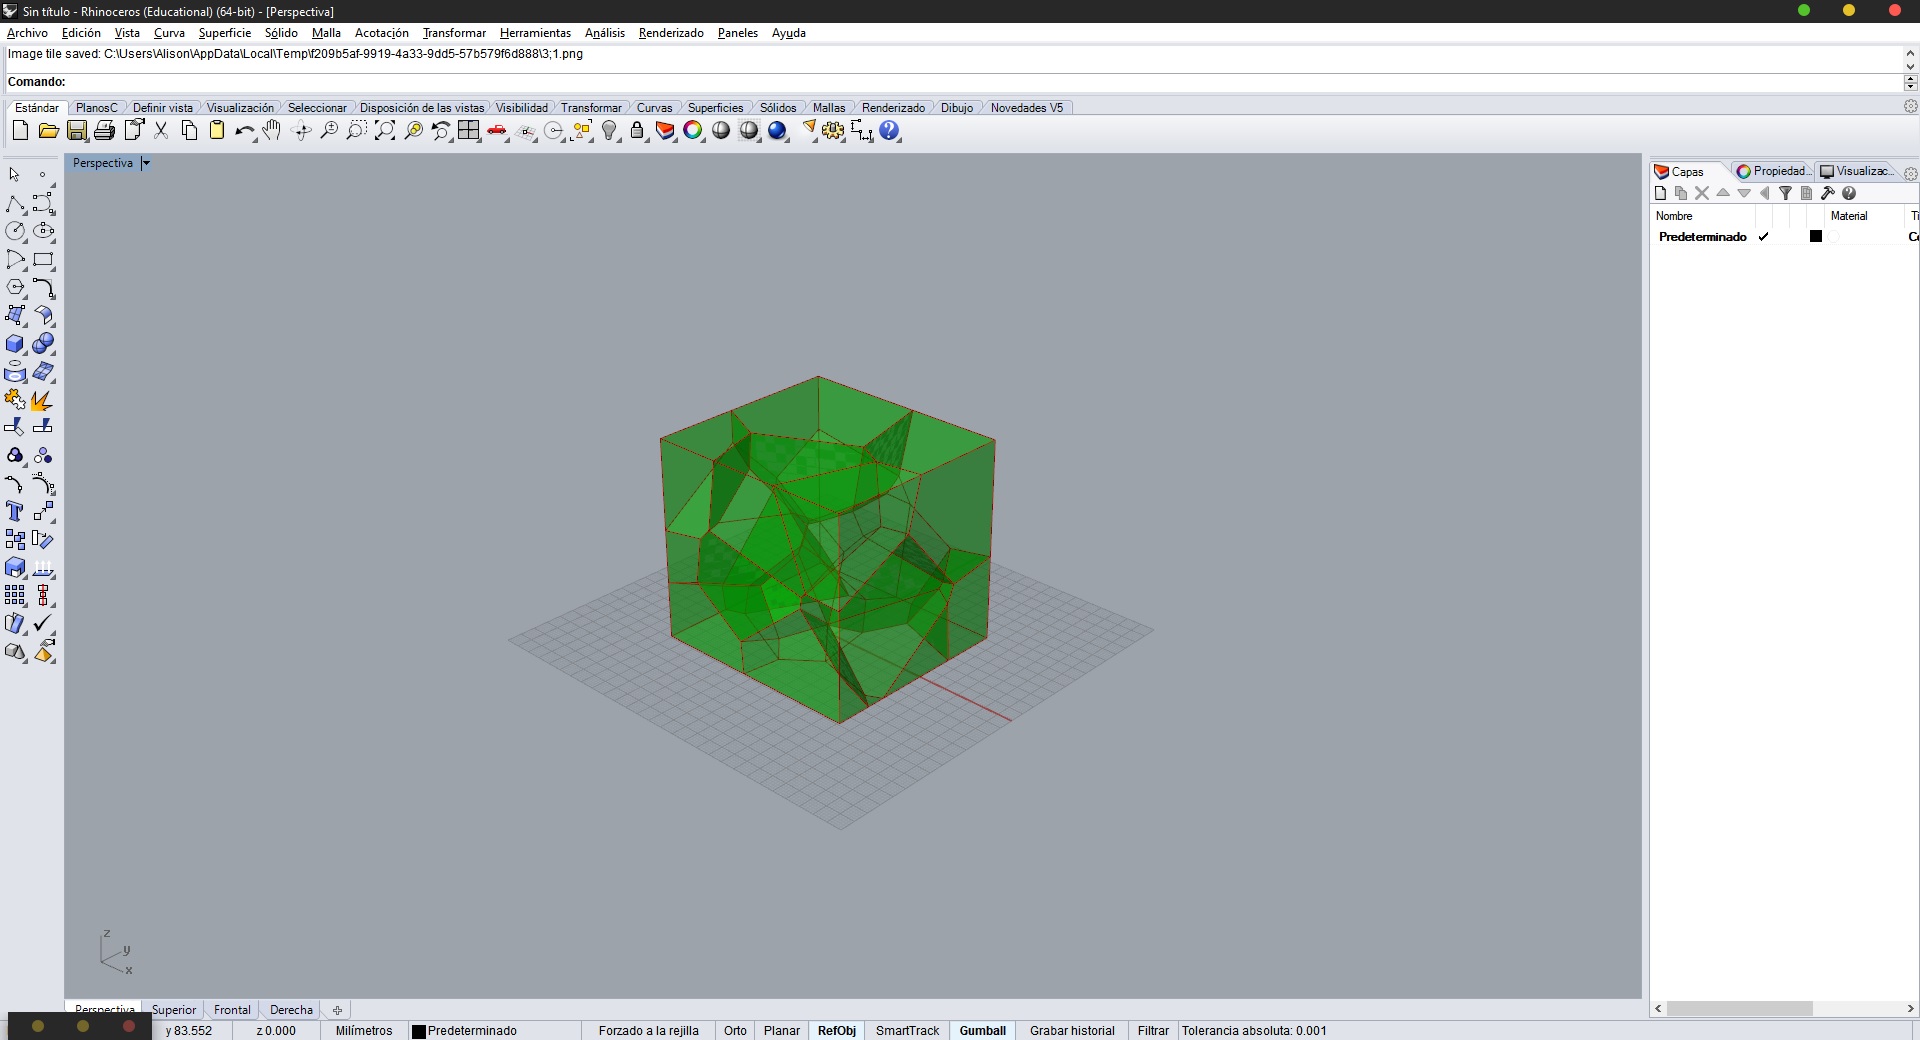 Sin título - Rhinoceros (Educational) (64-bit) - [Perspectiva]
Archivo Edición Vista Curva Superficie Sólido Malla Acotación Transformar Herramientas Análisis Renderizado Paneles Ayuda
Image file saved: C:\Users\Alison\AppData\Local\Temp\f209b5af-9919-4a33-9dd5-57b579f6d888\3;1.png
Comando:
Estándar PlanosC Definir vista Visualización Seleccionar Disposición de las vistas Visibilidad Transformar Curvas Superficies Sólidos Mallas Renderizado Dibujo Novedades V5
Perspectiva
Capas Propiedad... Visualizac...
Nombre Material Ti
Predeterminado Co
z
y
x
Perspectiva Superior Frontal Derecha
y 83.552 z 0.000 Milímetros Predeterminado Forzado a la rejilla Orto Planar RefObj SmartTrack Gumball Grabar historial Filtrar Tolerancia absoluta: 0.001